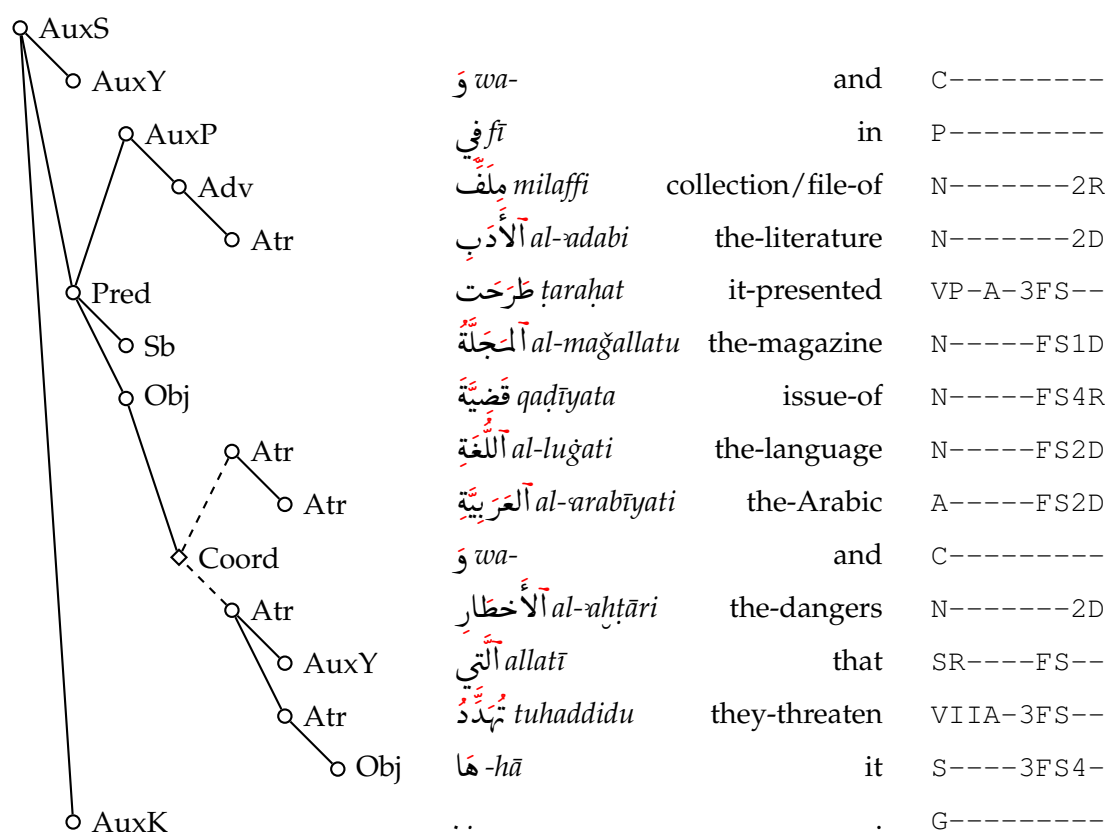 AuxS
AuxY وَ wa- and C---------
AuxP فِي fī in P---------
Adv مِلَفِّ milaffi collection/file-of N-------2R
Atr ٱلأَدَبِ al-ʾadabi the-literature N-------2D
Pred طَرَحَت ṭaraḥat it-presented VP-A-3FS--
Sb ٱلمَجَلَّةُ al-maǧallatu the-magazine N-----FS1D
Obj قَضِيَّةَ qaḍīyata issue-of N-----FS4R
Atr ٱللُّغَةِ al-luġati the-language N-----FS2D
Atr ٱلعَرَبِيَّةِ al-ʿarabīyati the-Arabic A-----FS2D
Coord وَ wa- and C---------
Atr ٱلأَخطَارِ al-ʾaḫṭāri the-dangers N-------2D
AuxY ٱلَّتِي allatī that SR----FS--
Atr تُهَدِّدُ tuhaddidu they-threaten VIIA-3FS--
Obj هَا -hā it S----3FS4-
AuxK . . . G---------